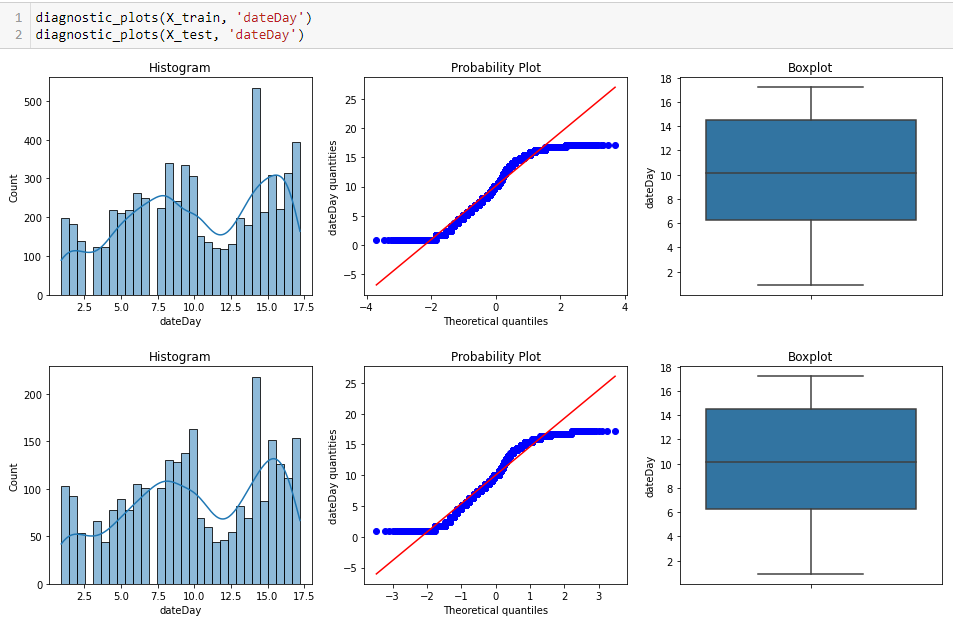 1 diagnostic_plots(X_train, 'dateDay')
2 diagnostic_plots(X_test, 'dateDay')
Histogram
Count
500
400
300
200
100
0
2.5 5.0 7.5 10.0 12.5 15.0 17.5
dateDay
Probability Plot
dateDay quantities
25
20
15
10
5
0
−5
−4 −2 0 2 4
Theoretical quantiles
Boxplot
dateDay
18
16
14
12
10
8
6
4
2
Histogram
Count
200
150
100
50
0
2.5 5.0 7.5 10.0 12.5 15.0 17.5
dateDay
Probability Plot
dateDay quantities
25
20
15
10
5
0
−5
−3 −2 −1 0 1 2 3
Theoretical quantiles
Boxplot
dateDay
18
16
14
12
10
8
6
4
2